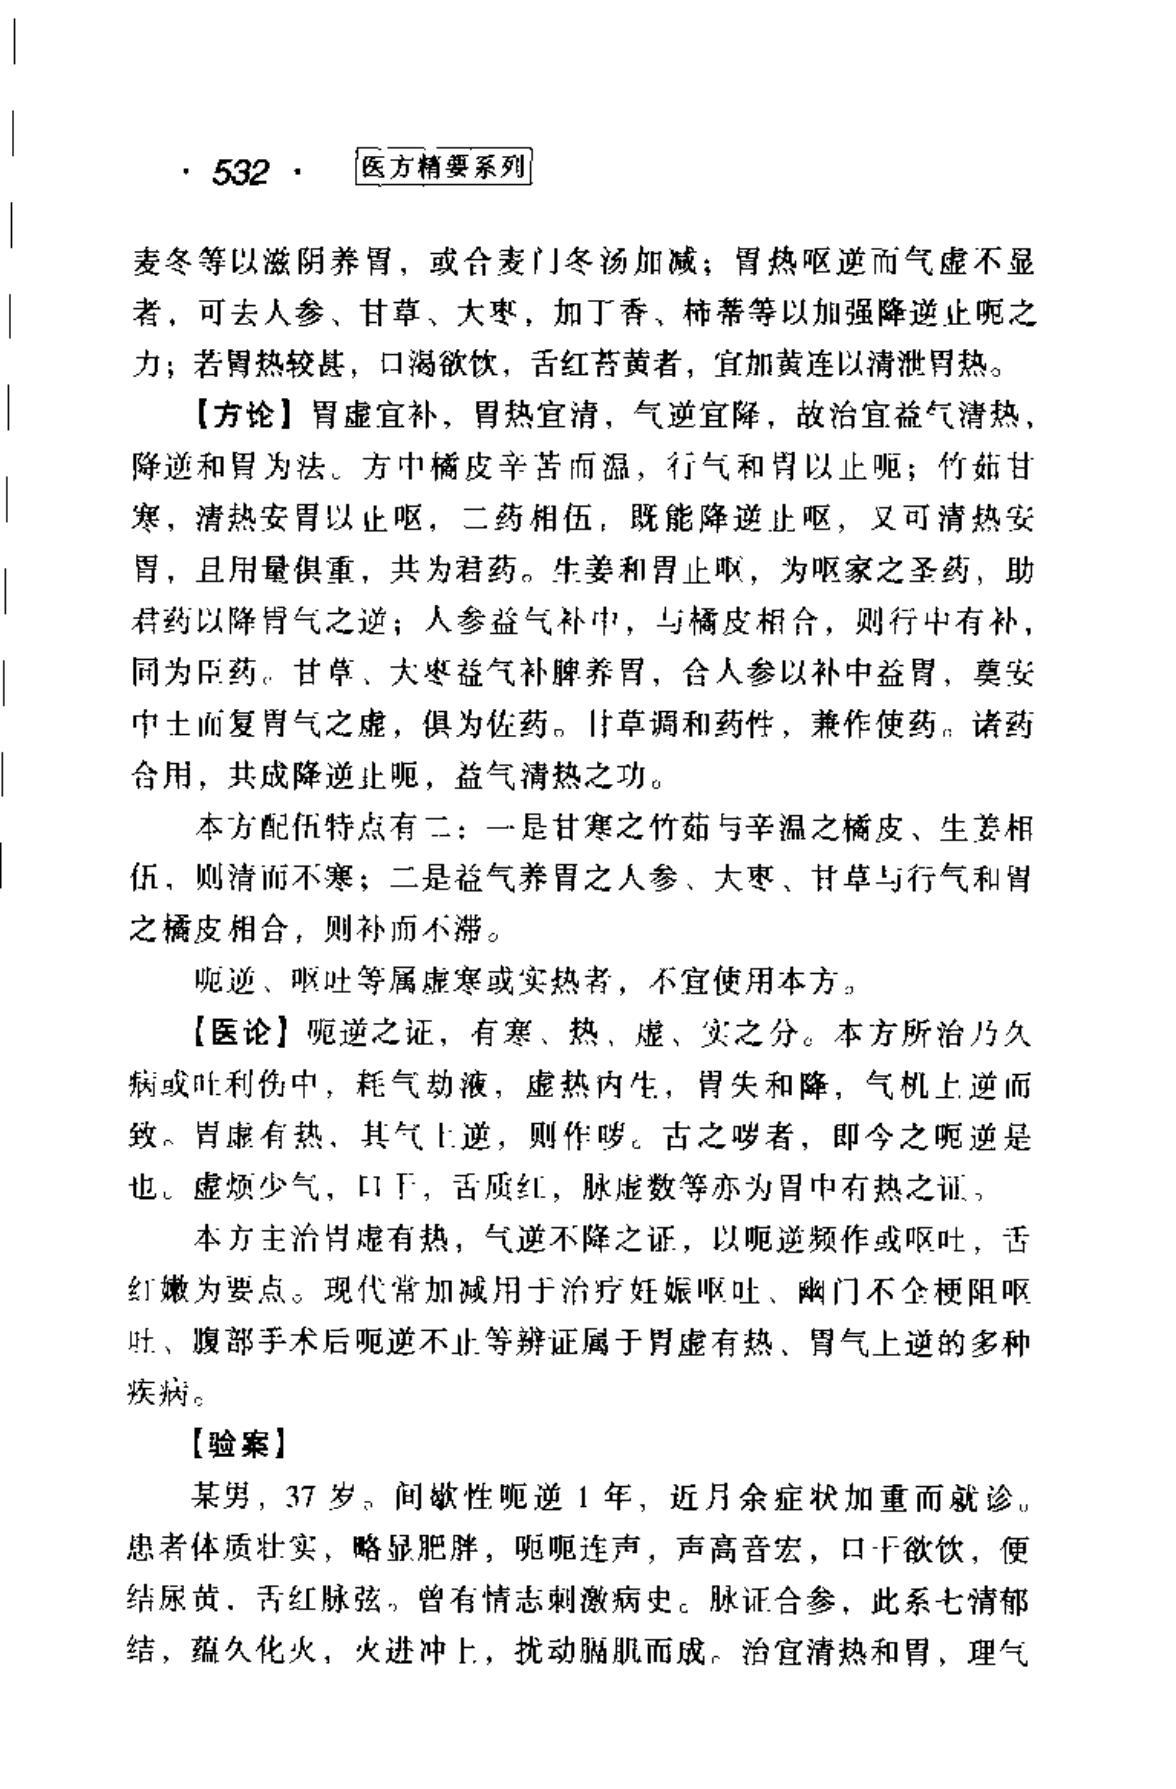 · 532 · 医方精要系列
麦冬等以滋阴养胃，或合麦门冬汤加减；胃热呕逆而气虚不显
者，可去人参、甘草、大枣，加丁香、柿蒂等以加强降逆止呃之
力；若胃热较甚，口渴欲饮，舌红苔黄者，宜加黄连以清泄胃热。
【方论】胃虚宜补，胃热宜清，气逆宜降，故治宜益气清热，
降逆和胃为法。方中橘皮辛苦而温，行气和胃以止呃；竹茹甘
寒，清热安胃以止呕，二药相伍，既能降逆止呕，又可清热安
胃，且用量俱重，共为君药。生姜和胃止呕，为呕家之圣药，助
君药以降胃气之逆；人参益气补中，与橘皮相合，则行中有补，
同为臣药。甘草、大枣益气补脾养胃，合人参以补中益胃，奠安
中土而复胃气之虚，俱为佐药。甘草调和药性，兼作使药。诸药
合用，共成降逆止呃，益气清热之功。
本方配伍特点有二：一是甘寒之竹茹与辛温之橘皮、生姜相
伍，则清而不寒；二是益气养胃之人参、大枣、甘草与行气和胃
之橘皮相合，则补而不滞。
呃逆、呕吐等属虚寒或实热者，不宜使用本方。
【医论】呃逆之证，有寒、热、虚、实之分。本方所治乃久
病或吐利伤中，耗气劫液，虚热内生，胃失和降，气机上逆而
致。胃虚有热、其气上逆，则作哕。古之哕者，即今之呃逆是
也。虚烦少气，口干，舌质红，脉虚数等亦为胃中有热之证。
本方主治胃虚有热，气逆不降之证，以呃逆频作或呕吐，舌
红嫩为要点。现代常加减用于治疗妊娠呕吐、幽门不全梗阻呕
吐、腹部手术后呃逆不止等辨证属于胃虚有热、胃气上逆的多种
疾病。
【验案】
某男，37 岁。间歇性呃逆 1 年，近月余症状加重而就诊。
患者体质壮实，略显肥胖，呃呃连声，声高音宏，口干欲饮，便
结尿黄，舌红脉弦。曾有情志刺激病史。脉证合参，此系七清郁
结，蕴久化火，火进冲上，扰动膈肌而成。治宜清热和胃，理气